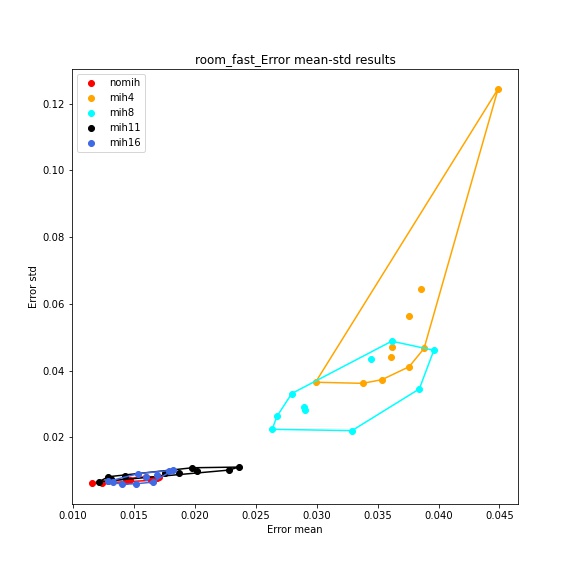 room_fast_Error mean-std results
nomih
mih4
mih8
mih11
mih16
0.12
0.10
0.08
0.06
0.04
0.02
Error std
0.010 0.015 0.020 0.025 0.030 0.035 0.040 0.045
Error mean